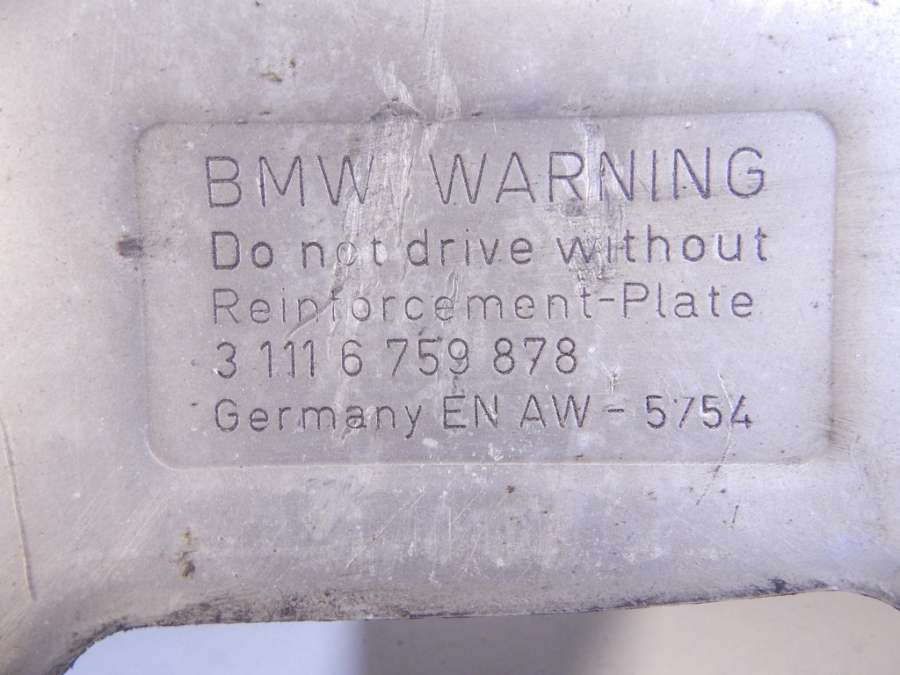 BMW WARNING
Do not drive without
Reinforcement-Plate
3 111 6 759 878
Germany EN AW - 5754